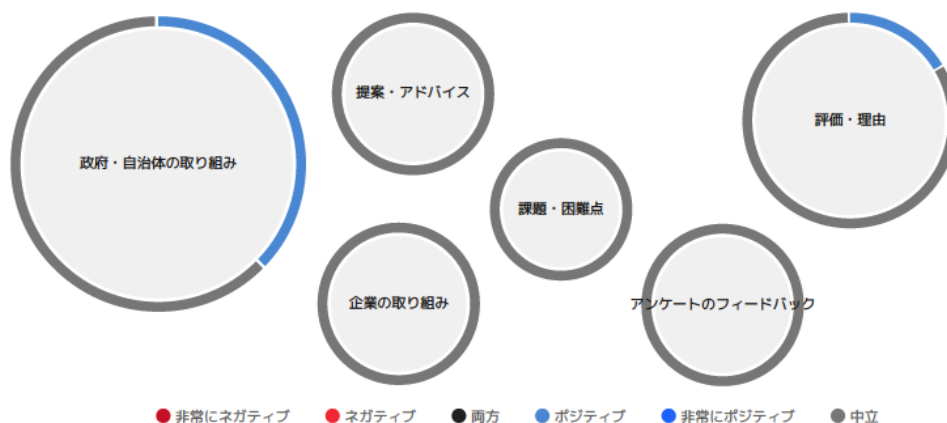 政府・自治体の取り組み
提案・アドバイス
評価・理由
課題・困難点
企業の取り組み
アンケートのフィードバック
非常にネガティブ
ネガティブ
両方
ポジティブ
非常にポジティブ
中立